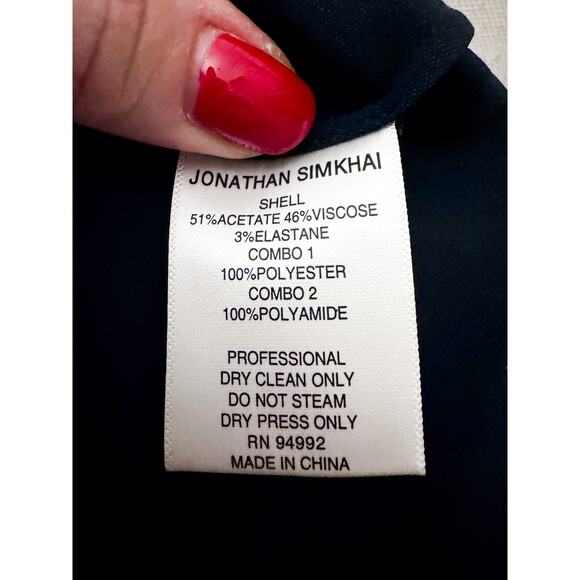 JONATHAN SIMKHAI
SHELL
51%ACETATE 46%VISCOSE
3%ELASTANE
COMBO 1
100%POLYESTER
COMBO 2
100%POLYAMIDE
PROFESSIONAL
DRY CLEAN ONLY
DO NOT STEAM
DRY PRESS ONLY
RN 94992
MADE IN CHINA